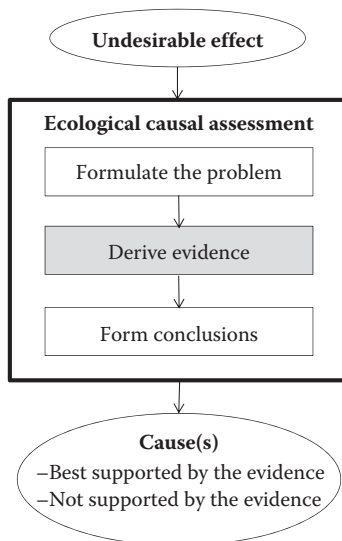 Undesirable effect
Ecological causal assessment
Formulate the problem
Derive evidence
Form conclusions
Cause(s)
–Best supported by the evidence
–Not supported by the evidence